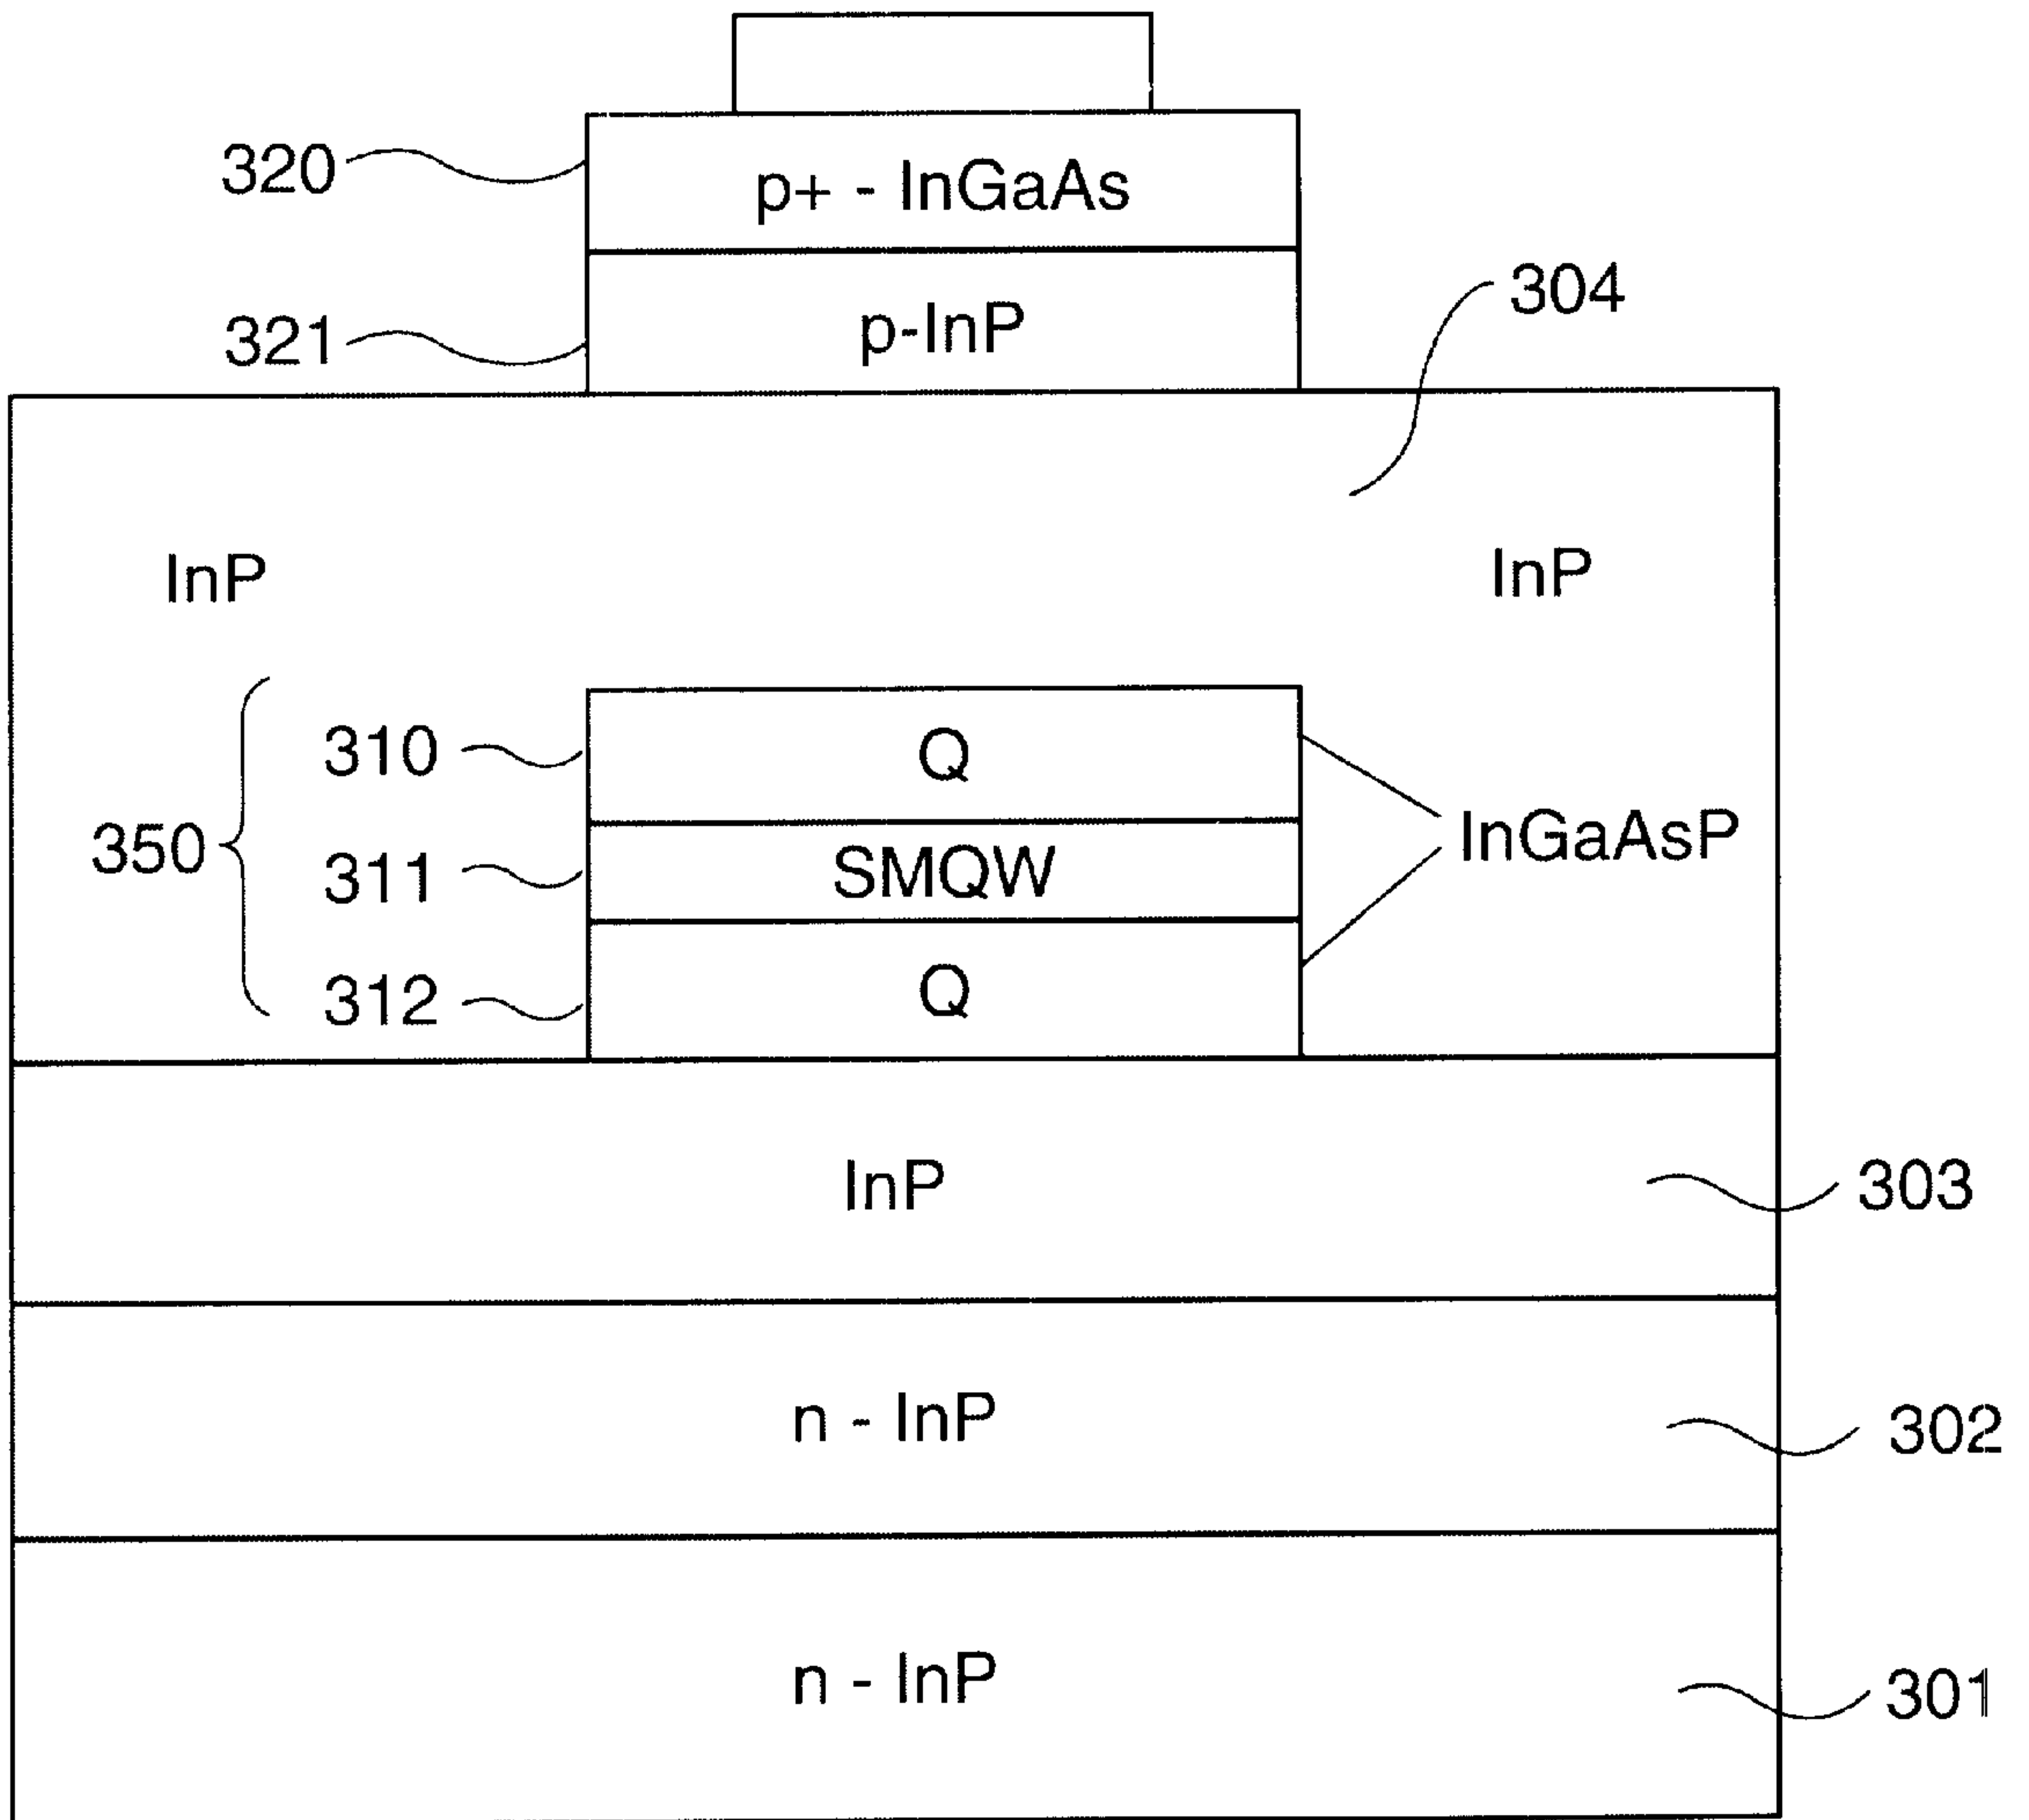 320
p+ - InGaAs
304
321
p-InP
InP
InP
310
Q
350
InGaAsP
311
SMQW
312
Q
InP
303
n - InP
302
n - InP
301